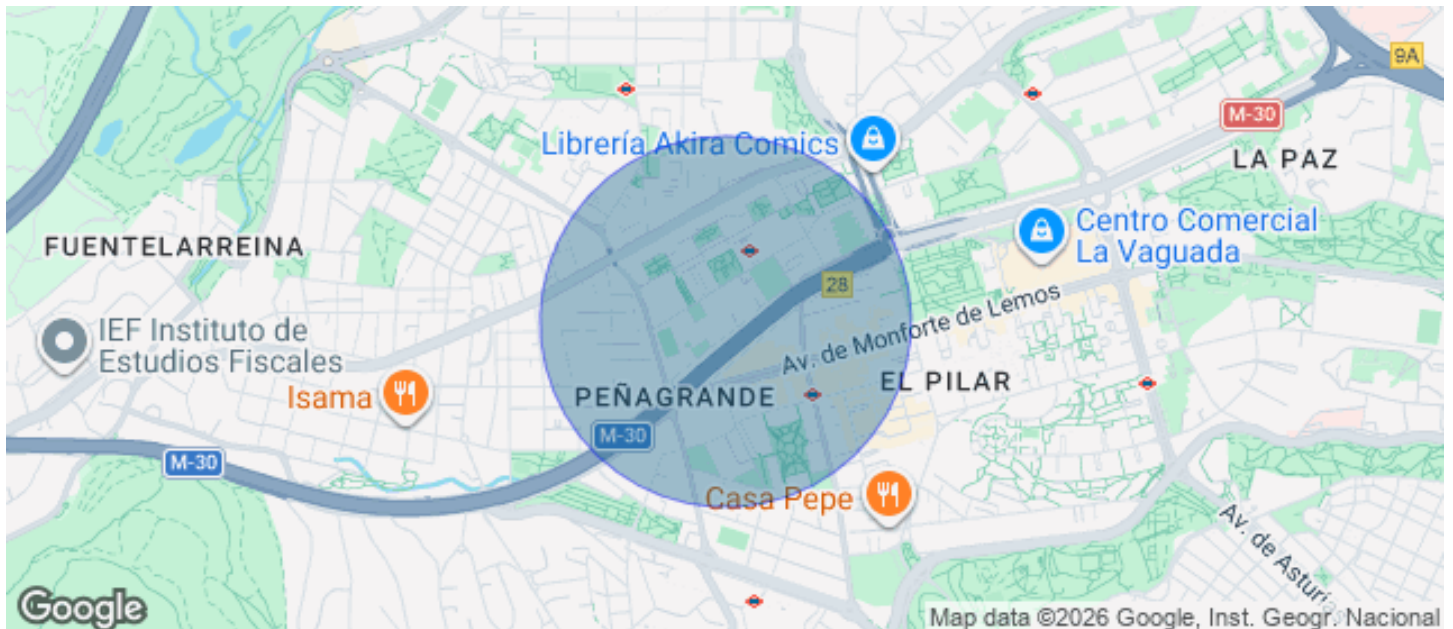 9A
M-30
Librería Akira Comics
LA PAZ
Centro Comercial
La Vaguada
FUENTELARREINA
28
IEF Instituto de
Estudios Fiscales
Av. de Monforte de Lemos
EL PILAR
Isama
PEÑAGRANDE
M-30
M-30
Casa Pepe
Av. de Asturias
Google
Map data ©2026 Google, Inst. Geogr. Nacional